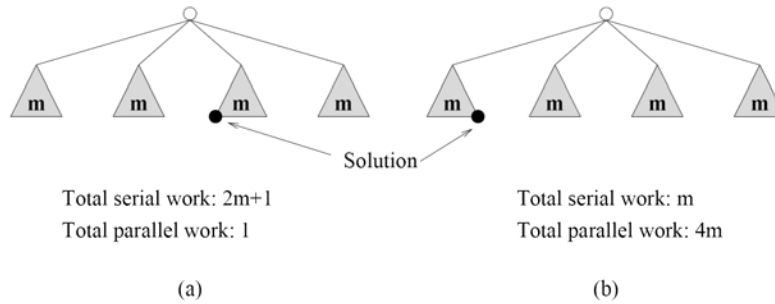 m m m m m m m m
Solution
Total serial work: 2m+1 Total serial work: m
Total parallel work: 1 Total parallel work: 4m
(a) (b)